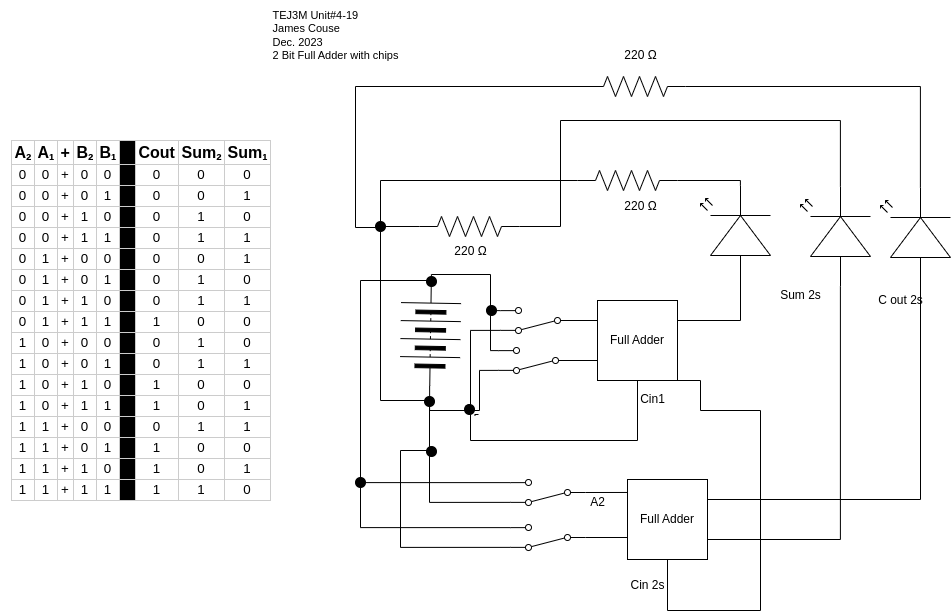 TEJ3M Unit#4-19
James Couse
Dec. 2023
2 Bit Full Adder with chips
220 Ω
220 Ω
220 Ω
A₂ A₁ + B₂ B₁ Cout Sum₂ Sum₁
0 0 + 0 0 0 0 0
0 0 + 0 1 0 0 1
0 0 + 1 0 0 1 0
0 0 + 1 1 0 1 1
0 1 + 0 0 0 0 1
0 1 + 0 1 0 1 0
0 1 + 1 0 0 1 1
0 1 + 1 1 1 0 0
1 0 + 0 0 0 1 0
1 0 + 0 1 0 1 1
1 0 + 1 0 1 0 0
1 0 + 1 1 1 0 1
1 1 + 0 0 0 1 1
1 1 + 0 1 1 0 0
1 1 + 1 0 1 0 1
1 1 + 1 1 1 1 0
Sum 2s
C out 2s
Full Adder
Cin1
A2
Full Adder
Cin 2s